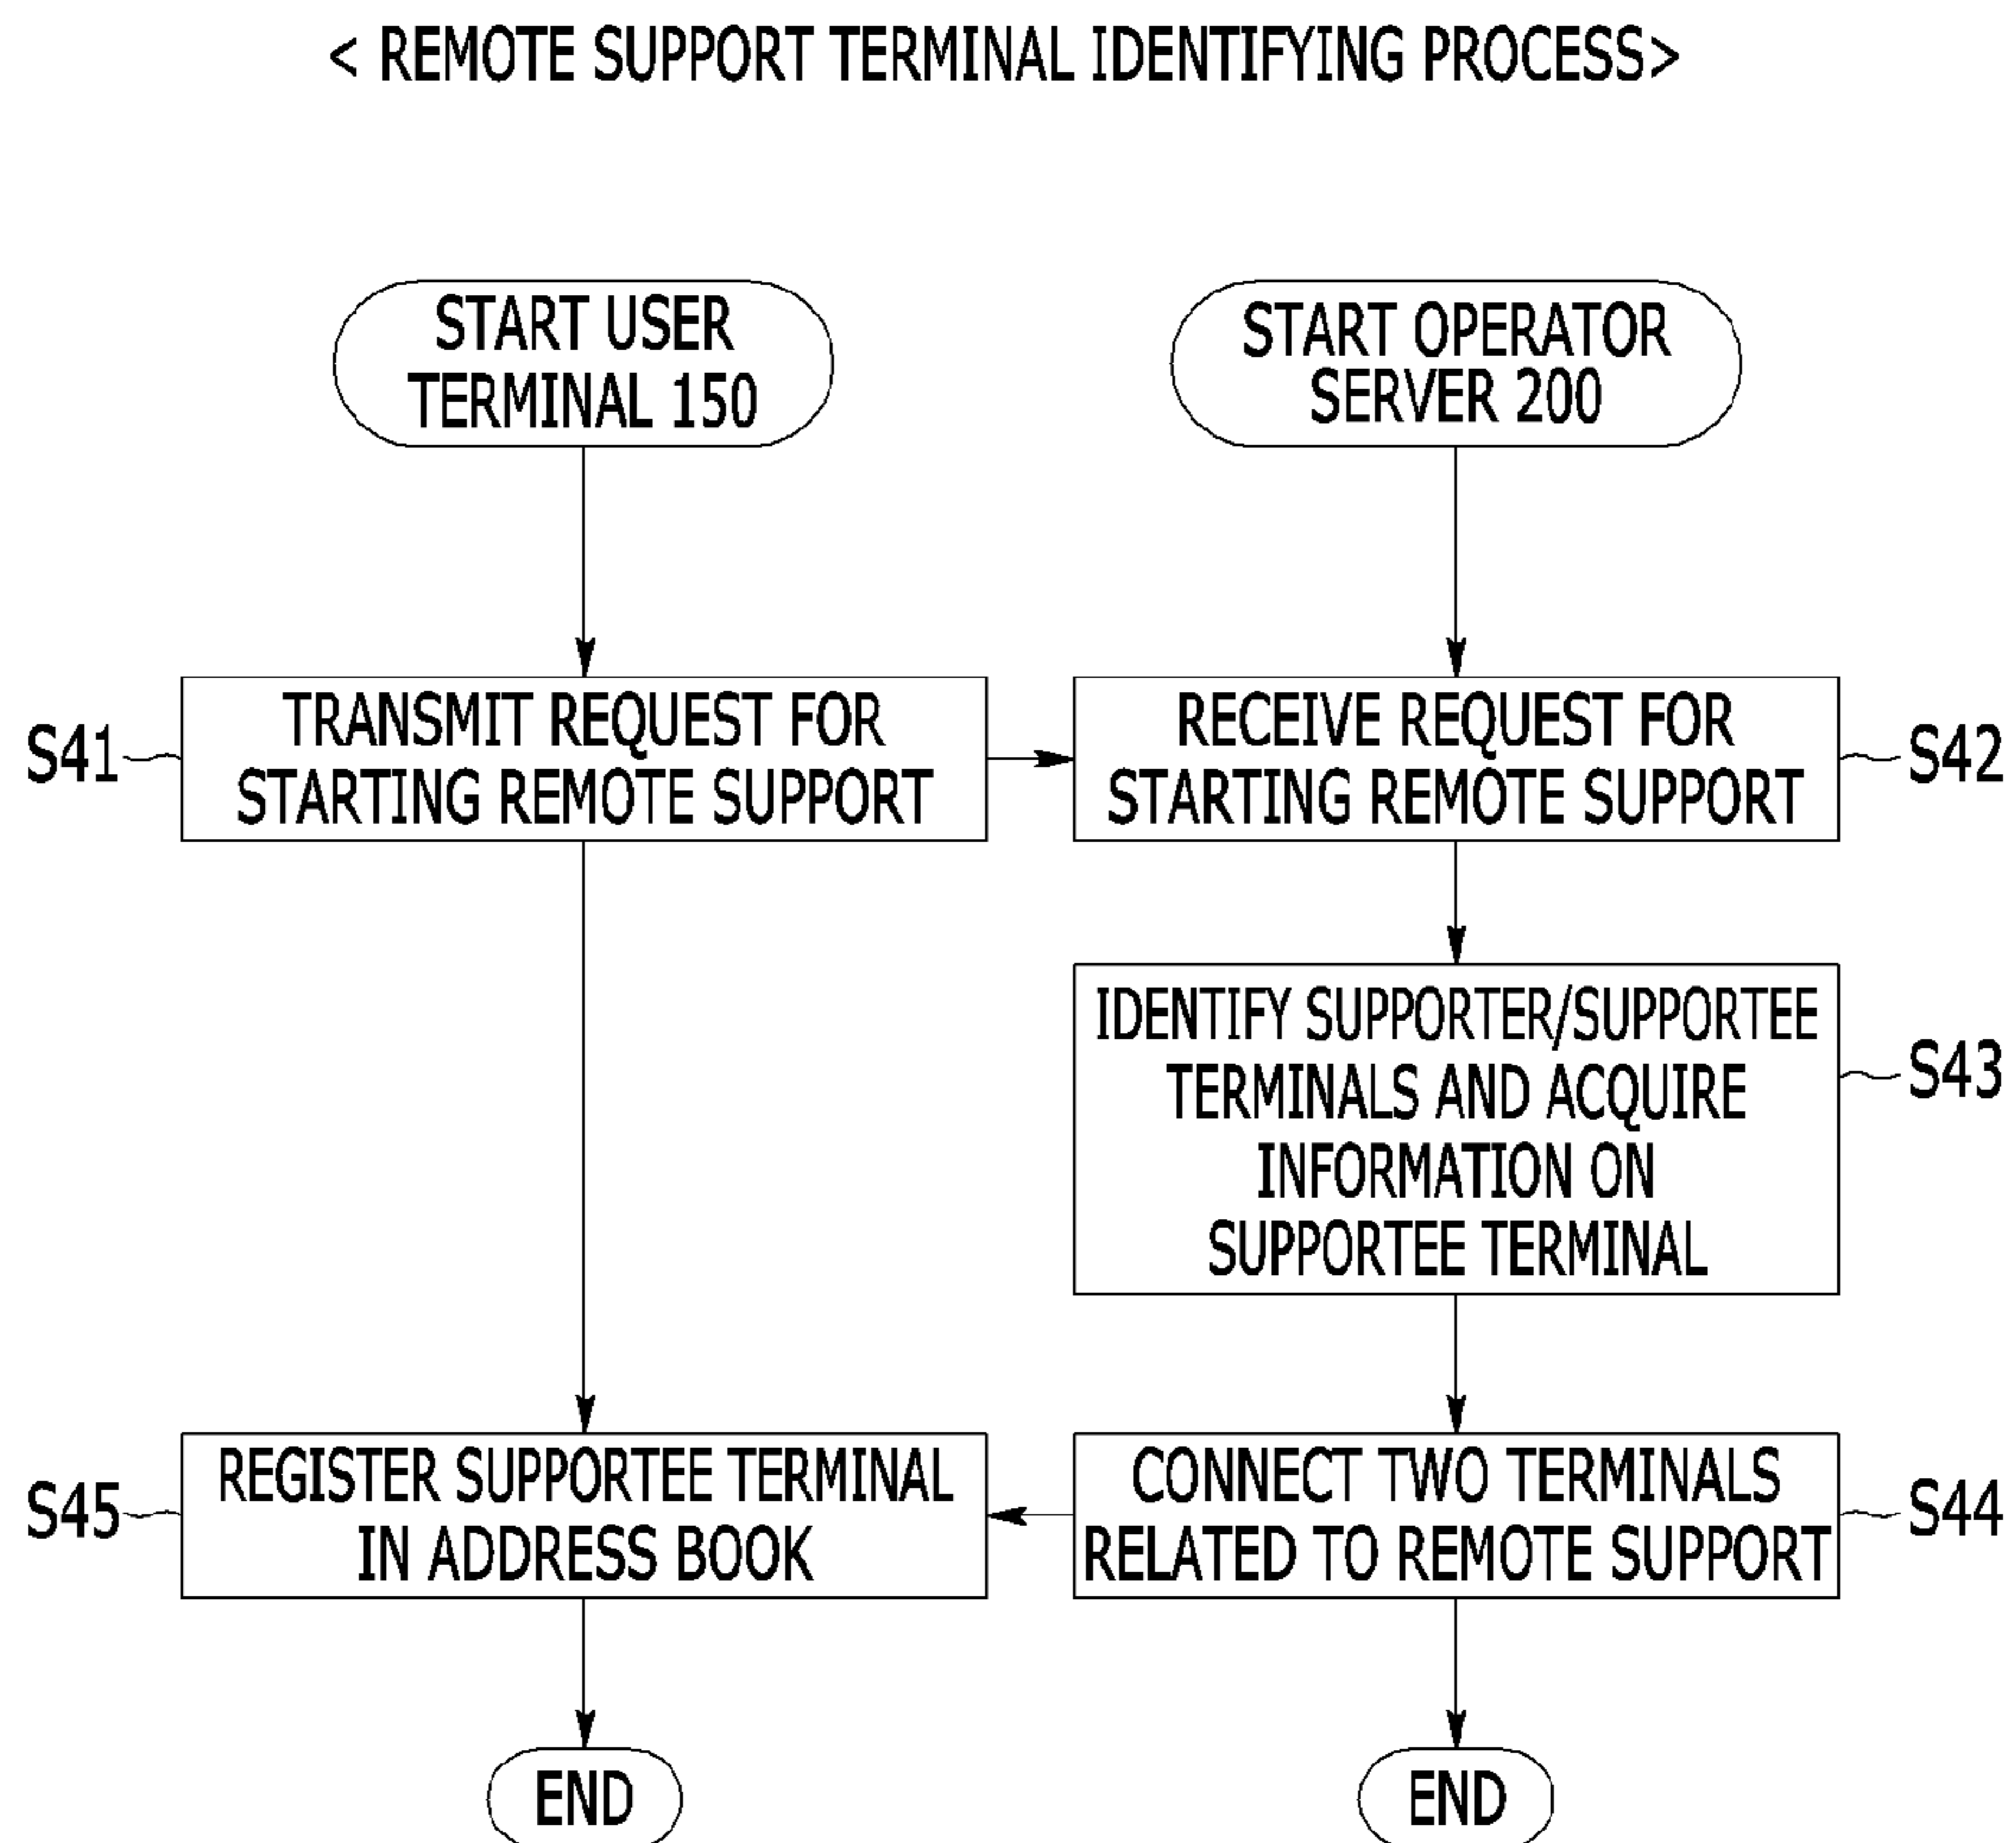 < REMOTE SUPPORT TERMINAL IDENTIFYING PROCESS>
START USER
TERMINAL 150
START OPERATOR
SERVER 200
S41
TRANSMIT REQUEST FOR
STARTING REMOTE SUPPORT
RECEIVE REQUEST FOR
STARTING REMOTE SUPPORT
S42
IDENTIFY SUPPORTER/SUPPORTEE
TERMINALS AND ACQUIRE
INFORMATION ON
SUPPORTEE TERMINAL
S43
S45
REGISTER SUPPORTEE TERMINAL
IN ADDRESS BOOK
CONNECT TWO TERMINALS
RELATED TO REMOTE SUPPORT
S44
END
END